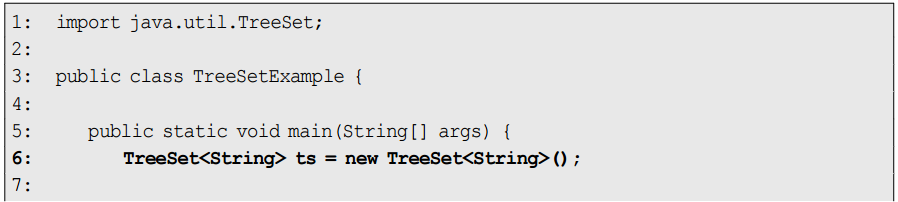 1: import java.util.TreeSet;
2:
3: public class TreeSetExample {
4:
5: public static void main(String[] args) {
6: TreeSet<String> ts = new TreeSet<String>();
7: